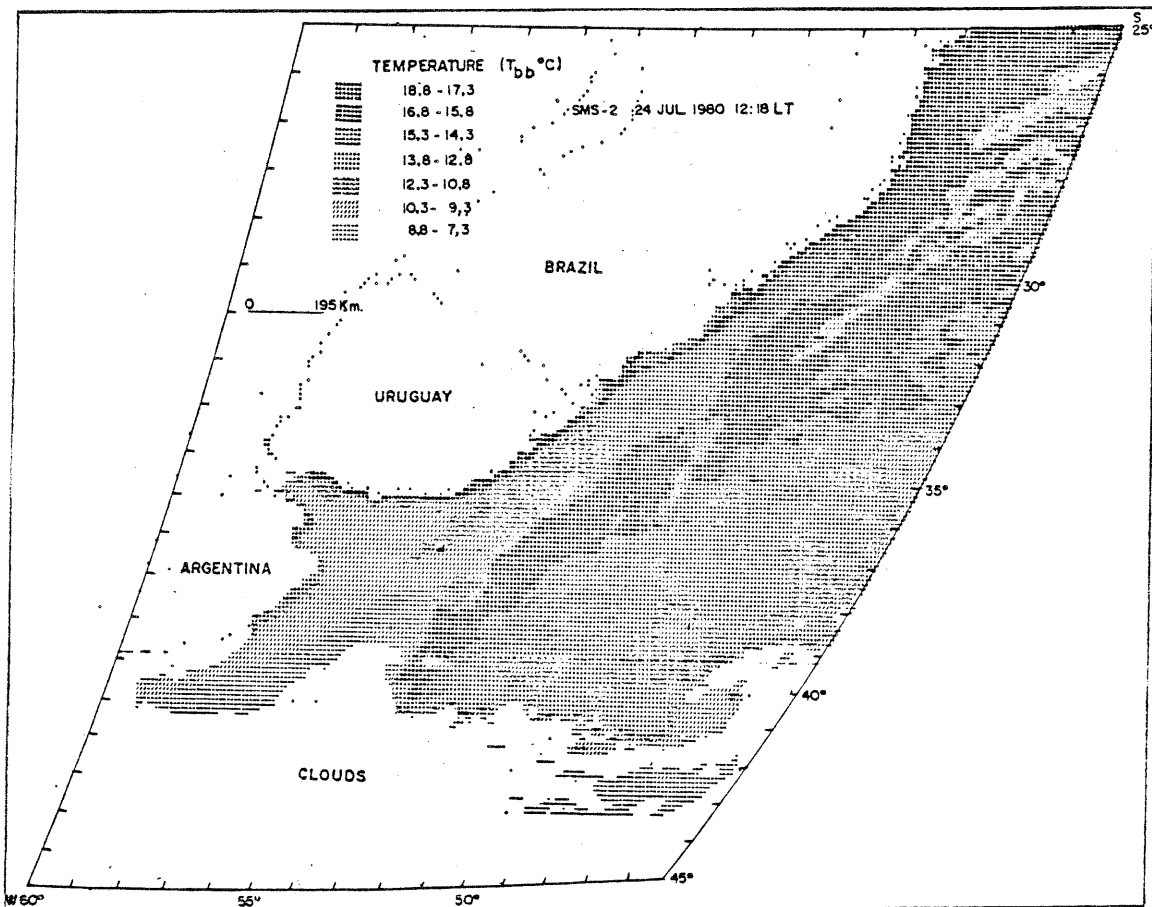 S
25°
TEMPERATURE (Tbb°C)
18.8 - 17,3
16.8 - 15.8
15.3 - 14.3
13.8 - 12.8
12.3 - 10.8
10.3 - 9,3
8.8 - 7,3
SMS-2 24 JUL 1980 12:18 LT
BRAZIL
30°
0 195 Km.
URUGUAY
35°
ARGENTINA
40°
CLOUDS
45°
W 60° 55° 50°